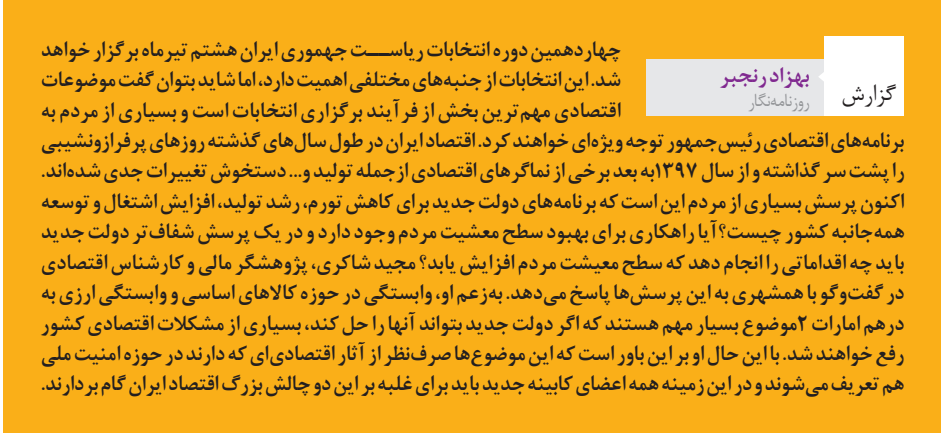 گزارش
بهزاد رنجبر
روزنامه‌نگار
چهاردهمین دوره انتخابات ریاست جمهوری ایران هشتم تیرماه برگزار خواهد
شد. این انتخابات از جنبه‌های مختلفی اهمیت دارد، اما شاید بتوان گفت موضوعات
اقتصادی مهم‌ترین بخش از فرآیند برگزاری انتخابات است و بسیاری از مردم به
برنامه‌های اقتصادی رئیس‌جمهور توجه ویژه‌ای خواهند کرد. اقتصاد ایران در طول سال‌های گذشته روزهای پرفرازونشیبی
را پشت سر گذاشته و از سال ۱۳۹۷ به بعد برخی از نماگرهای اقتصادی ازجمله تولید و... دستخوش تغییرات جدی شده‌اند.
اکنون پرسش بسیاری از مردم این است که برنامه‌های دولت جدید برای کاهش تورم، رشد تولید، افزایش اشتغال و توسعه
همه‌جانبه کشور چیست؟ آیا راهکاری برای بهبود سطح معیشت مردم وجود دارد و در یک پرسش شفاف‌تر دولت جدید
باید چه اقداماتی را انجام دهد که سطح معیشت مردم افزایش یابد؟ مجید شاکری، پژوهشگر مالی و کارشناس اقتصادی
در گفت‌وگو با همشهری به این پرسش‌ها پاسخ می‌دهد. به‌زعم او، وابستگی در حوزه کالاهای اساسی و وابستگی ارزی به
درهم امارات ۲موضوع بسیار مهم هستند که اگر دولت جدید بتواند آنها را حل کند، بسیاری از مشکلات اقتصادی کشور
رفع خواهند شد. با این حال او بر این باور است که این موضوع‌ها صرف‌نظر از آثار اقتصادی‌ای که دارند در حوزه امنیت ملی
هم تعریف می‌شوند و در این زمینه همه اعضای کابینه جدید باید برای غلبه بر این دو چالش بزرگ اقتصاد ایران گام بردارند.